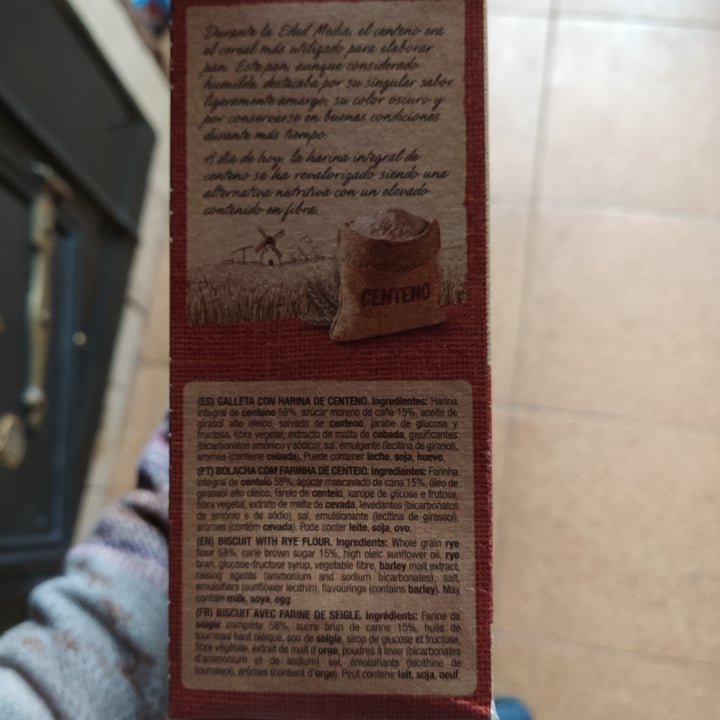 Durante la Edad Media, el centeno era
el cereal más utilizado para elaborar
pan. Este pan, aunque considerado
humilde, destacaba por su singular sabor
ligeramente amargo, su color oscuro y
por conservarse en buenas condiciones
durante más tiempo.
A día de hoy, la harina integral de
centeno se ha revalorizado siendo una
alternativa nutritiva con un elevado
contenido en fibra.
CENTENO
(ES) GALLETA CON HARINA DE CENTENO. Ingredientes: Harina
integral de centeno 58%, azúcar moreno de caña 15%, aceite de
girasol alto oleico, salvado de centeno, jarabe de glucosa y
fructosa, fibra vegetal, extracto de malta de cebada, gasificantes
(bicarbonatos amónico y sódico), sal, emulgente (lecitina de girasol),
aromas (contiene cebada). Puede contener leche, soja, huevo.
(PT) BOLACHA COM FARINHA DE CENTEIO. Ingredientes: Farinha
integral de centeio 58%, açúcar mascavado de cana 15%, óleo de
girassol alto oleico, farelo de centeio, xarope de glicose e frutose,
fibra vegetal, extrato de malte de cevada, levedantes (bicarbonatos
de amónio e de sódio), sal, emulsionante (lecitina de girassol),
aromas (contém cevada). Pode conter leite, soja, ovo.
(EN) BISCUIT WITH RYE FLOUR. Ingredients: Whole grain rye
flour 58%, cane brown sugar 15%, high oleic sunflower oil, rye
bran, glucose-fructose syrup, vegetable fibre, barley malt extract,
raising agents (ammonium and sodium bicarbonates), salt,
emulsifiers (sunflower lecithin), flavourings (contains barley). May
contain milk, soya, egg.
(FR) BISCUIT AVEC FARINE DE SEIGLE. Ingrédients: Farine de
seigle complète 58%, sucre brun de canne 15%, huile de
tournesol haut oléique, son de seigle, sirop de glucose et fructose,
fibre végétale, extrait de malt d'orge, poudres à lever (bicarbonates
d'ammonium et de sodium), sel, émulsifiants (lécithine de
tournesol), arômes (contient d'orge). Peut contenir lait, soja, oeuf.